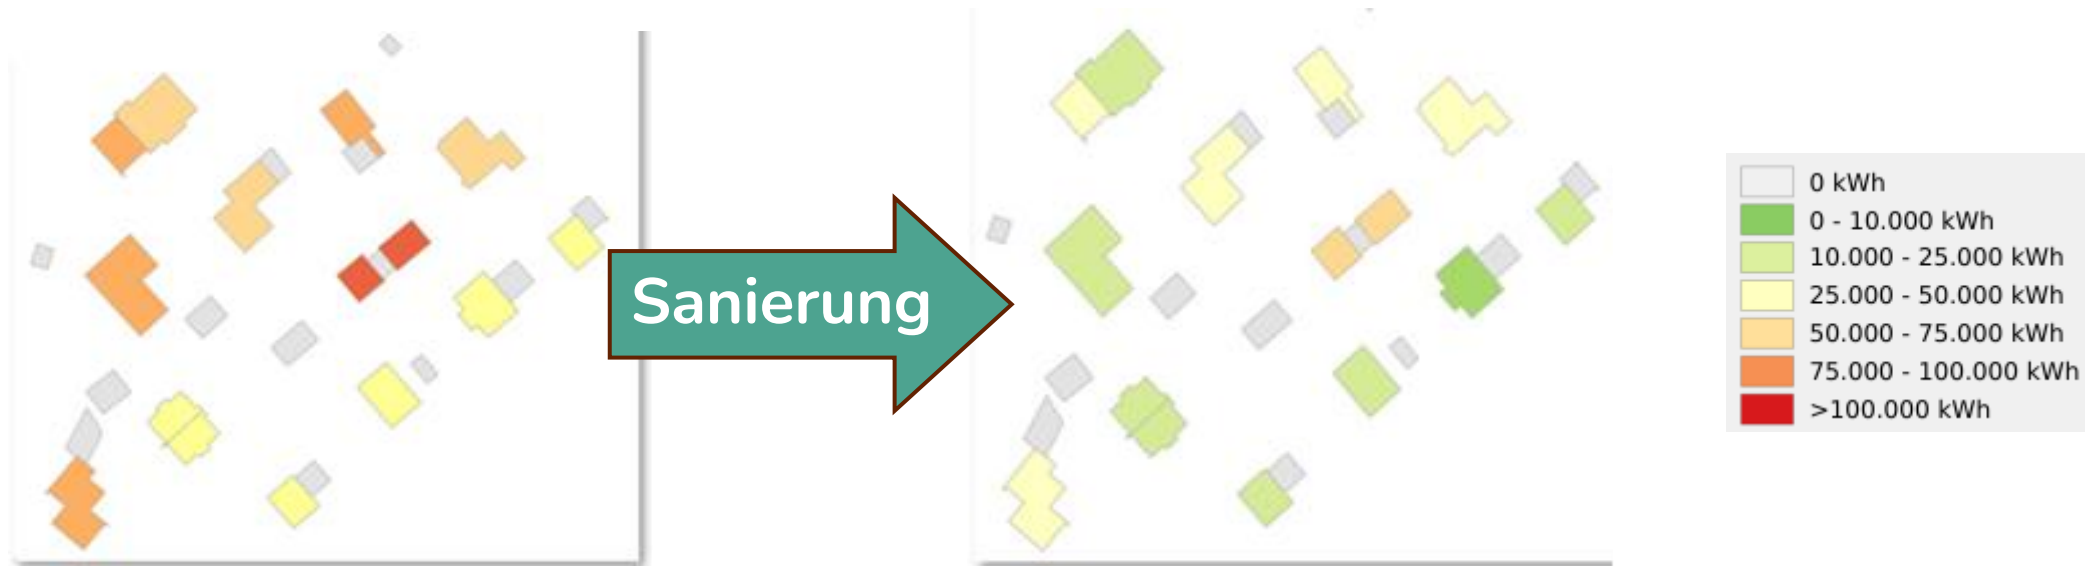 Sanierung
0 kWh
0 - 10.000 kWh
10.000 - 25.000 kWh
25.000 - 50.000 kWh
50.000 - 75.000 kWh
75.000 - 100.000 kWh
>100.000 kWh